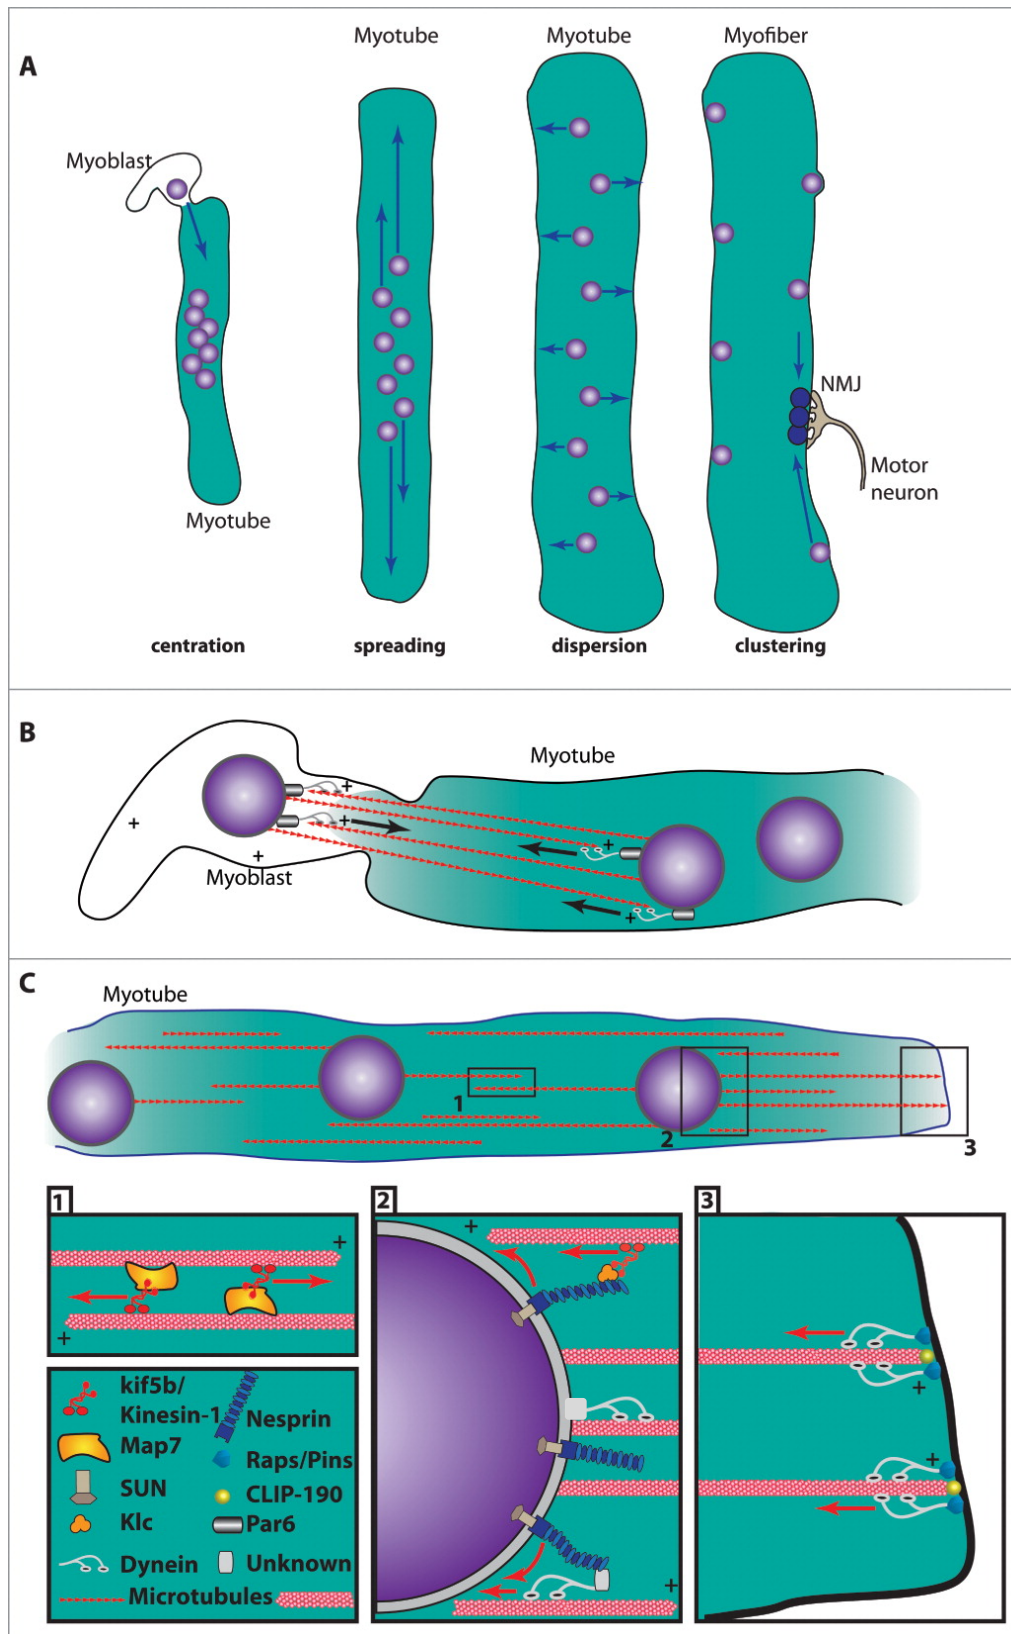 A
Myotube
Myotube
Myofiber
Myoblast
NMJ
Motor
neuron
Myotube
centration
spreading
dispersion
clustering
B
Myotube
+
+
+
+
+
+
Myoblast
C
Myotube
1
2
3
1
+
+
2
+
+
3
+
+
kif5b/
Kinesin-1
Map7
SUN
Klc
Dynein
Microtubules
Nesprin
Raps/Pins
CLIP-190
Par6
Unknown